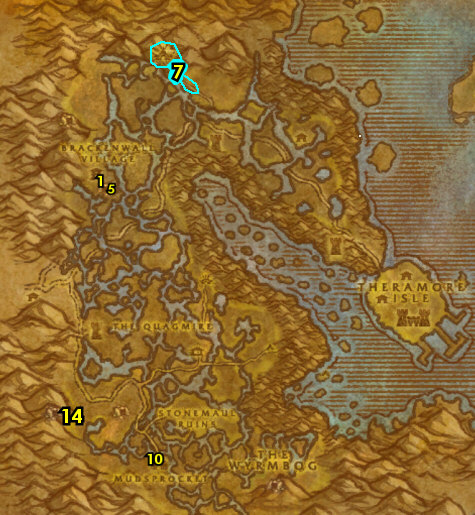 7
BRACKENWALL
VILLAGE
1
5
THERAMORE
ISLE
THE QUAGMIRE
14
STONEMAUL
RUINS
10
THE
WYRMBOG
MUDSPROCKET